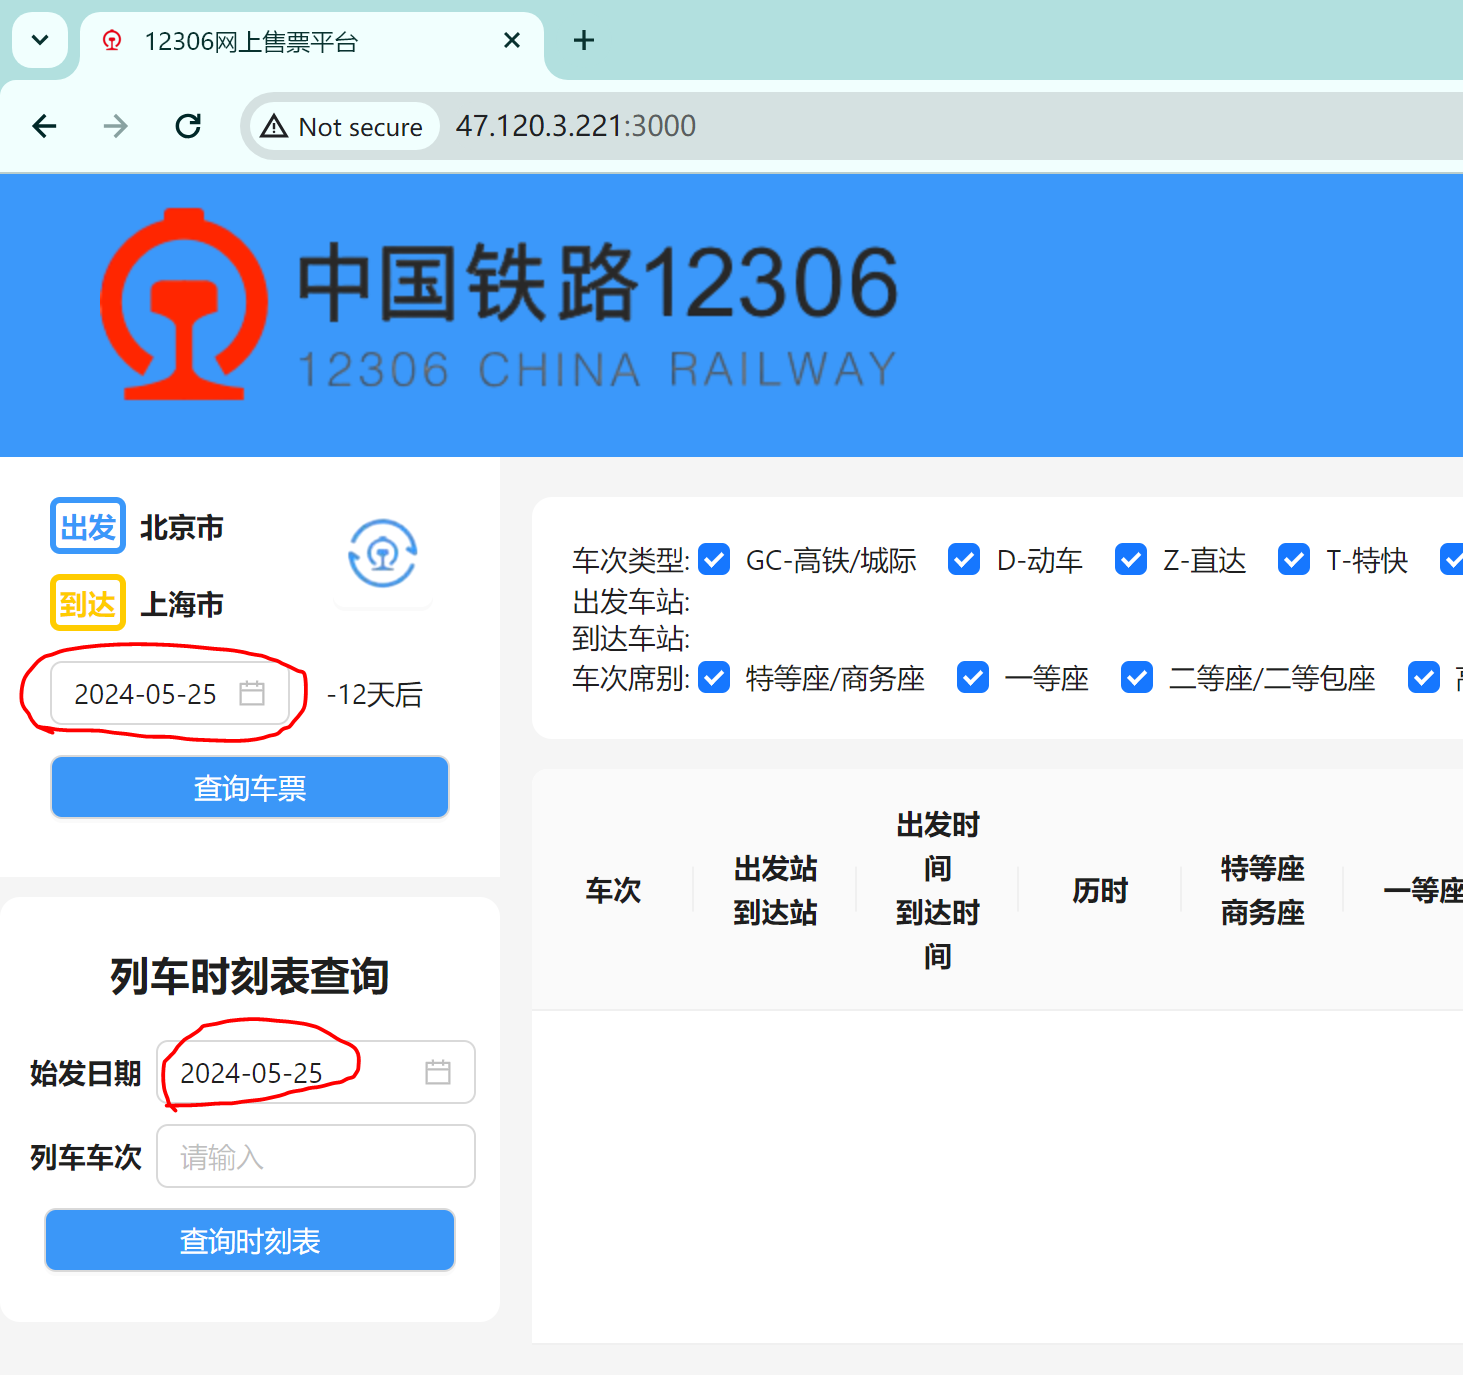 12306网上售票平台
Not secure
47.120.3.221:3000
中国铁路12306
12306 CHINA RAILWAY
出发 北京市
到达 上海市
2024-05-25 -12天后
查询车票
列车时刻表查询
始发日期 2024-05-25
列车车次 请输入
查询时刻表
车次类型: GC-高铁/城际 D-动车 Z-直达 T-特快
出发车站:
到达车站:
车次席别: 特等座/商务座 一等座 二等座/二等包座
车次
出发站
到达站
出发时
间
到达时
间
历时
特等座
商务座
一等座